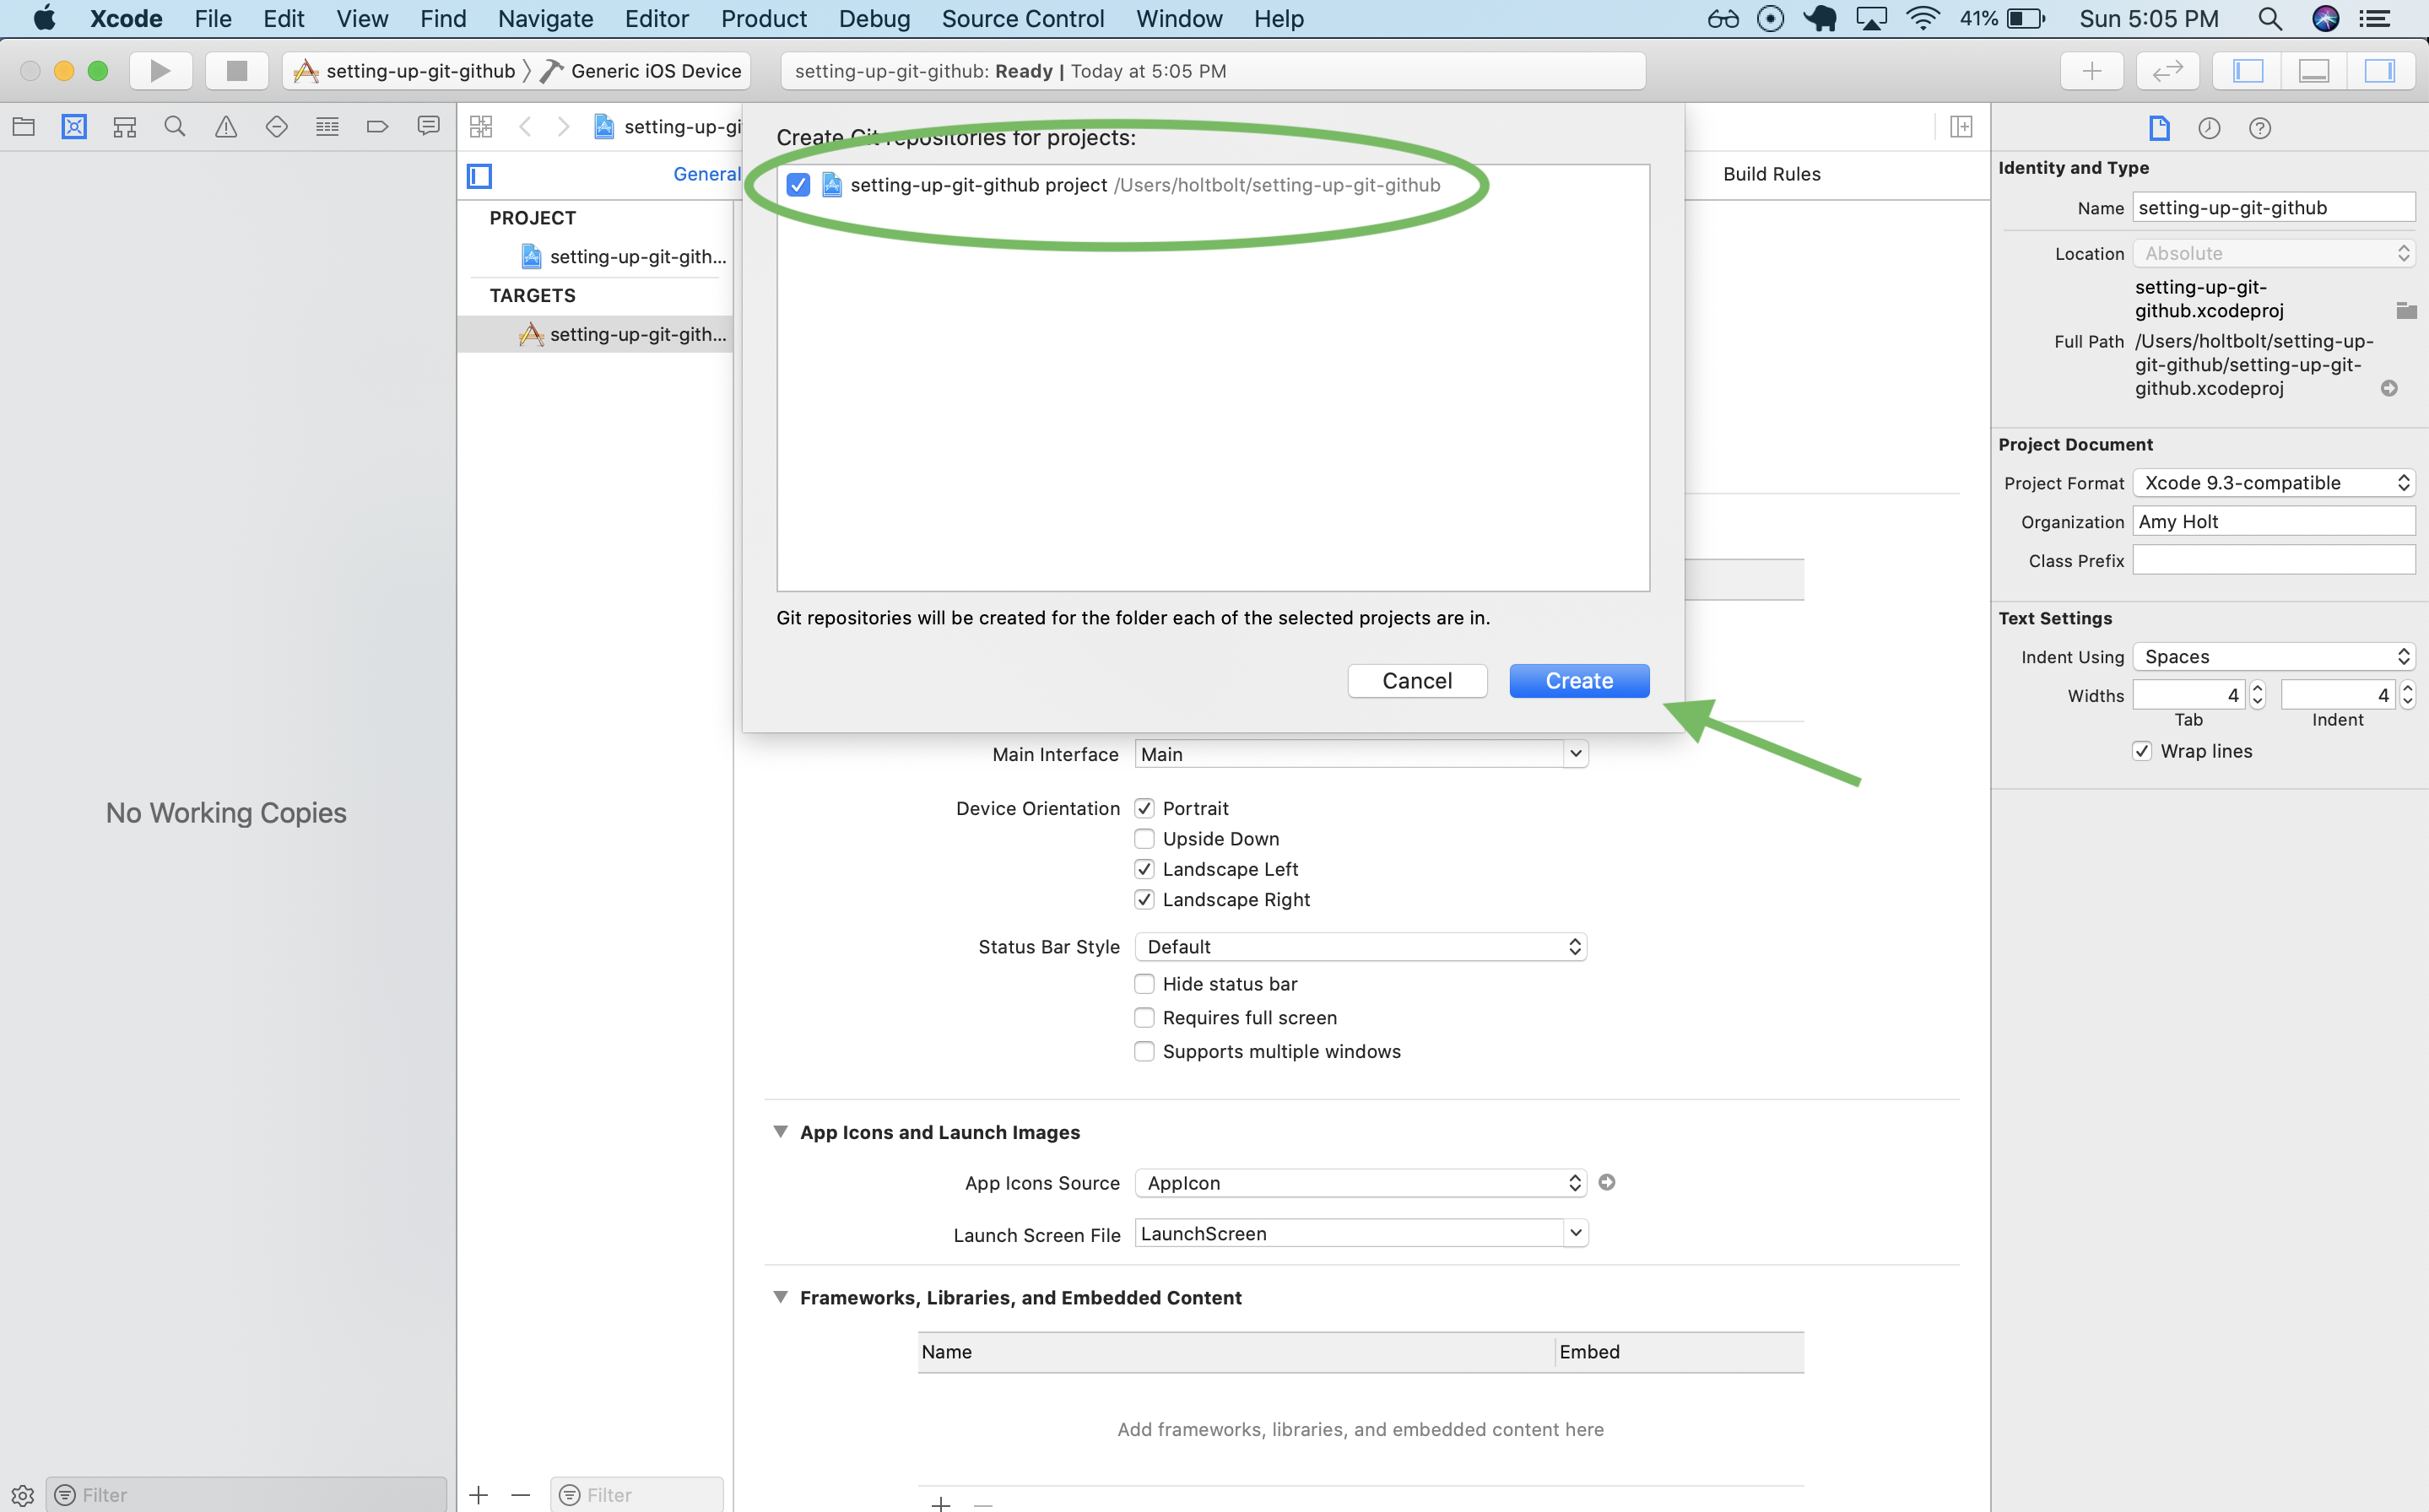 Xcode File Edit View Find Navigate Editor Product Debug Source Control Window Help 41% Sun 5:05 PM
setting-up-git-github Generic iOS Device setting-up-git-github: Ready | Today at 5:05 PM
setting-up-gi
Create Git repositories for projects:
setting-up-git-github project /Users/holtbolt/setting-up-git-github
Git repositories will be created for the folder each of the selected projects are in.
Cancel Create
No Working Copies
Filter
General Build Rules
PROJECT
setting-up-git-gith...
TARGETS
setting-up-git-gith...
Filter
Main Interface Main
Device Orientation Portrait
Upside Down
Landscape Left
Landscape Right
Status Bar Style Default
Hide status bar
Requires full screen
Supports multiple windows
App Icons and Launch Images
App Icons Source AppIcon
Launch Screen File LaunchScreen
Frameworks, Libraries, and Embedded Content
Name Embed
Add frameworks, libraries, and embedded content here
Identity and Type
Name setting-up-git-github
Location Absolute
setting-up-git-
github.xcodeproj
Full Path /Users/holtbolt/setting-up-
git-github/setting-up-git-
github.xcodeproj
Project Document
Project Format Xcode 9.3-compatible
Organization Amy Holt
Class Prefix
Text Settings
Indent Using Spaces
Widths 4 4
Tab Indent
Wrap lines